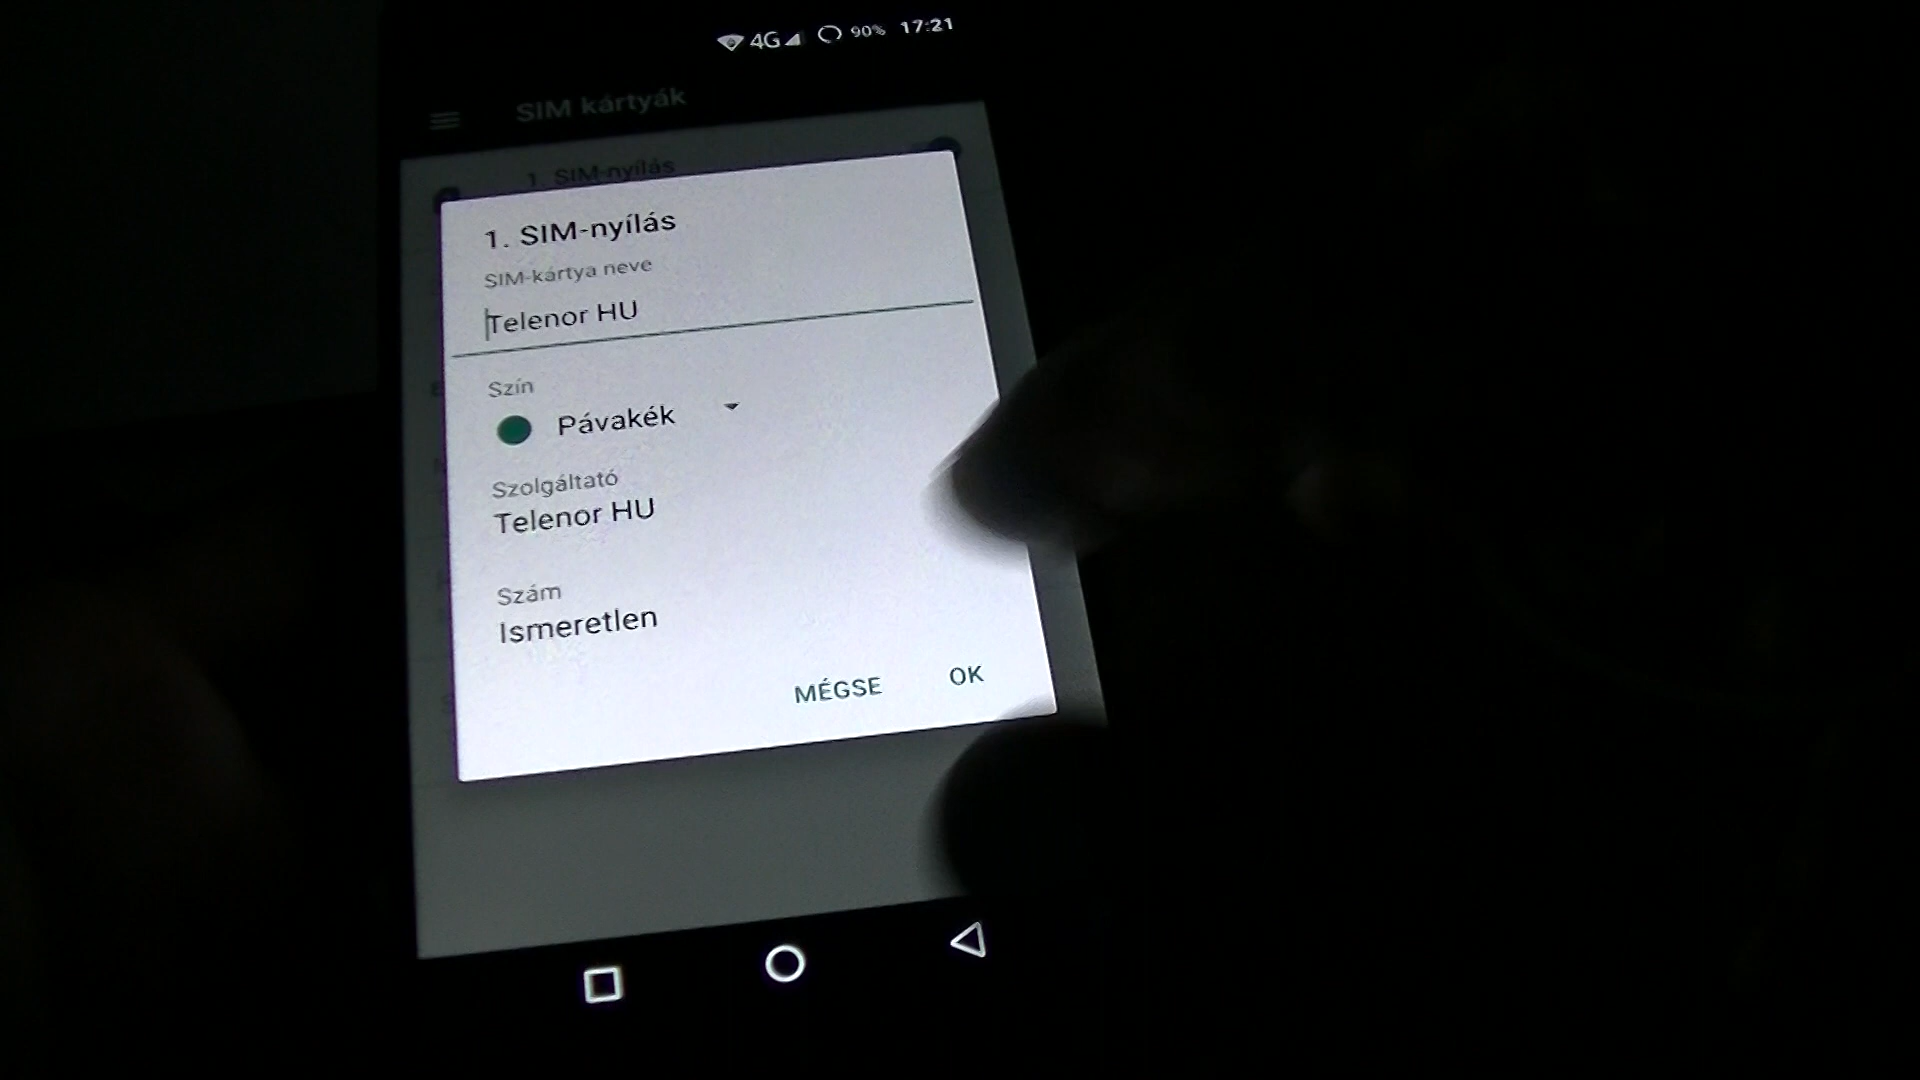 4G 90% 17:21
SIM kártyák
1. SIM-nyílás
1. SIM-nyílás
SIM-kártya neve
Telenor HU
Szín
Pávakék
Szolgáltató
Telenor HU
Szám
Ismeretlen
MÉGSE OK